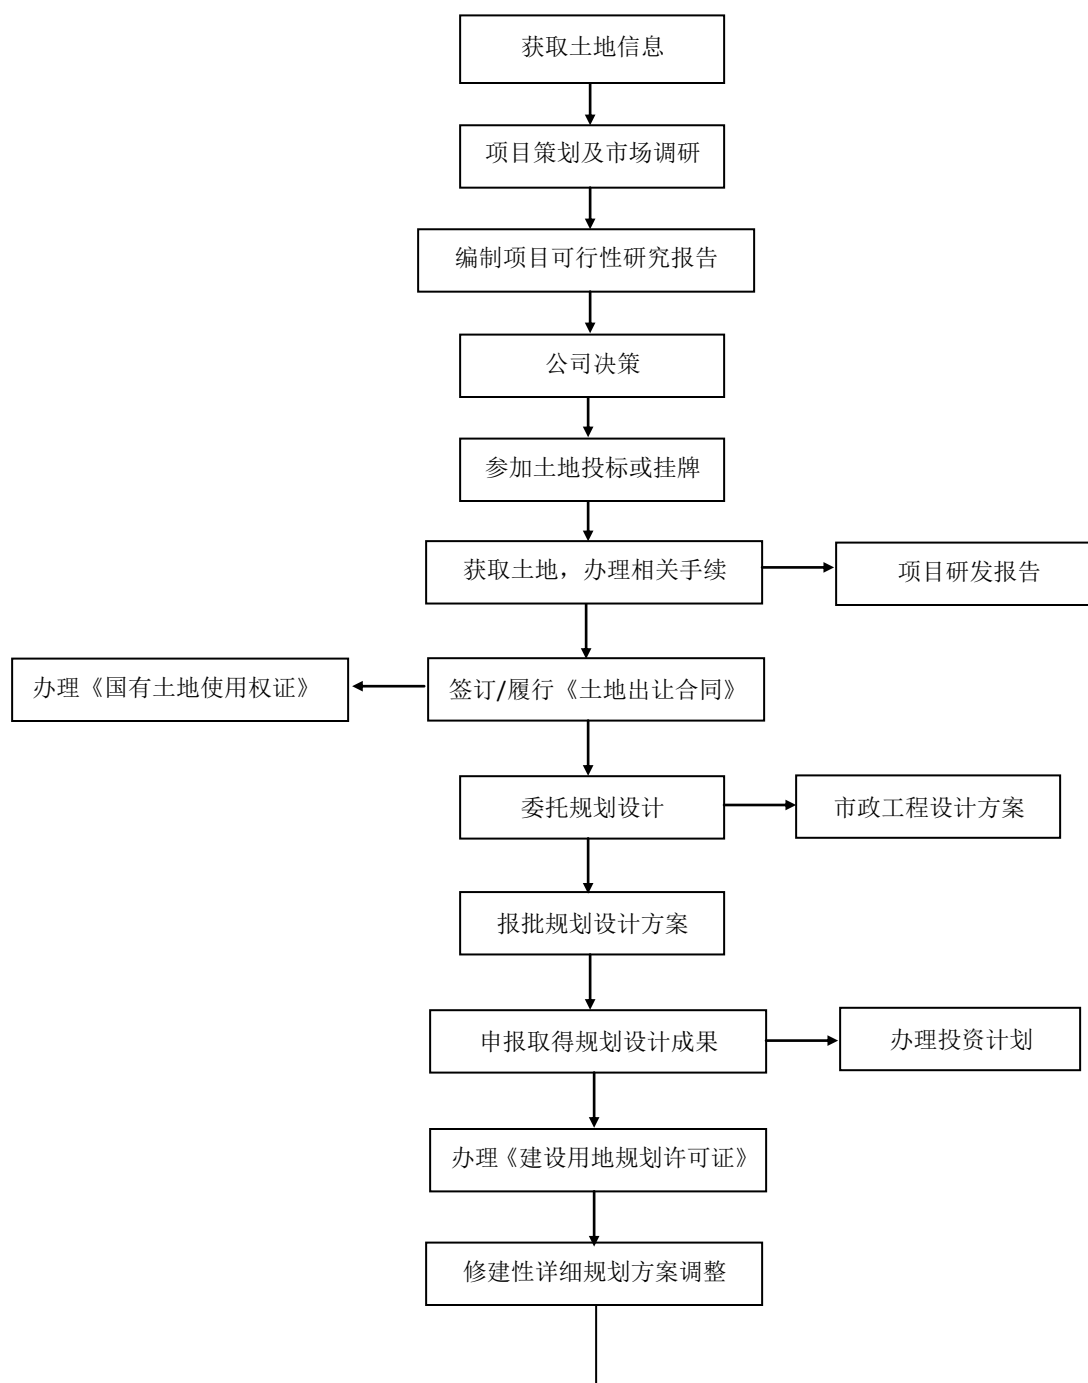 获取土地信息
项目策划及市场调研
编制项目可行性研究报告
公司决策
参加土地投标或挂牌
获取土地，办理相关手续
项目研发报告
办理《国有土地使用权证》
签订/履行《土地出让合同》
委托规划设计
市政工程设计方案
报批规划设计方案
申报取得规划设计成果
办理投资计划
办理《建设用地规划许可证》
修建性详细规划方案调整